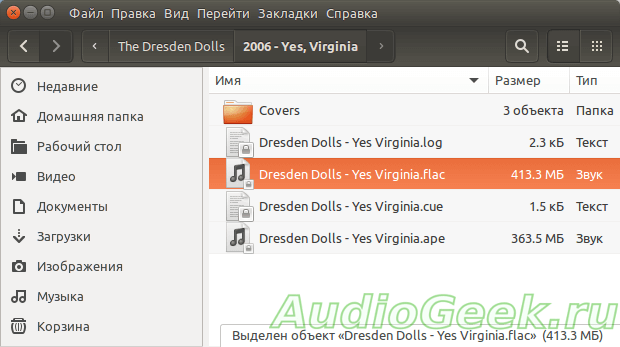 Файл Правка Вид Перейти Закладки Справка
The Dresden Dolls 2006 - Yes, Virginia
Недавние
Домашняя папка
Рабочий стол
Видео
Документы
Загрузки
Изображения
Музыка
Корзина
Имя Размер Тип
Covers 3 объекта Папка
Dresden Dolls - Yes Virginia.log 2.3 кБ Текст
Dresden Dolls - Yes Virginia.flac 413.3 МБ Звук
Dresden Dolls - Yes Virginia.cue 1.5 кБ Текст
Dresden Dolls - Yes Virginia.ape 363.5 МБ Звук
AudioGeek.ru
Выделен объект «Dresden Dolls - Yes Virginia.flac» (413.3 МБ)